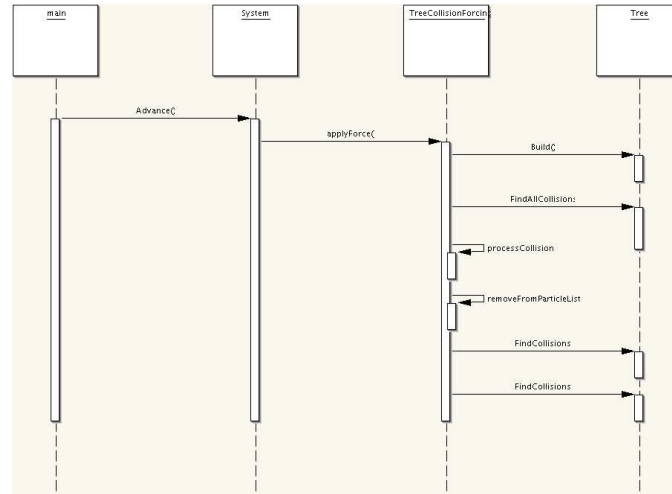 main
System
TreeCollisionForcing
Tree
Advance()
applyForce(
Build()
FindAllCollisions
processCollision
removeFromParticleList
FindCollisions
FindCollisions